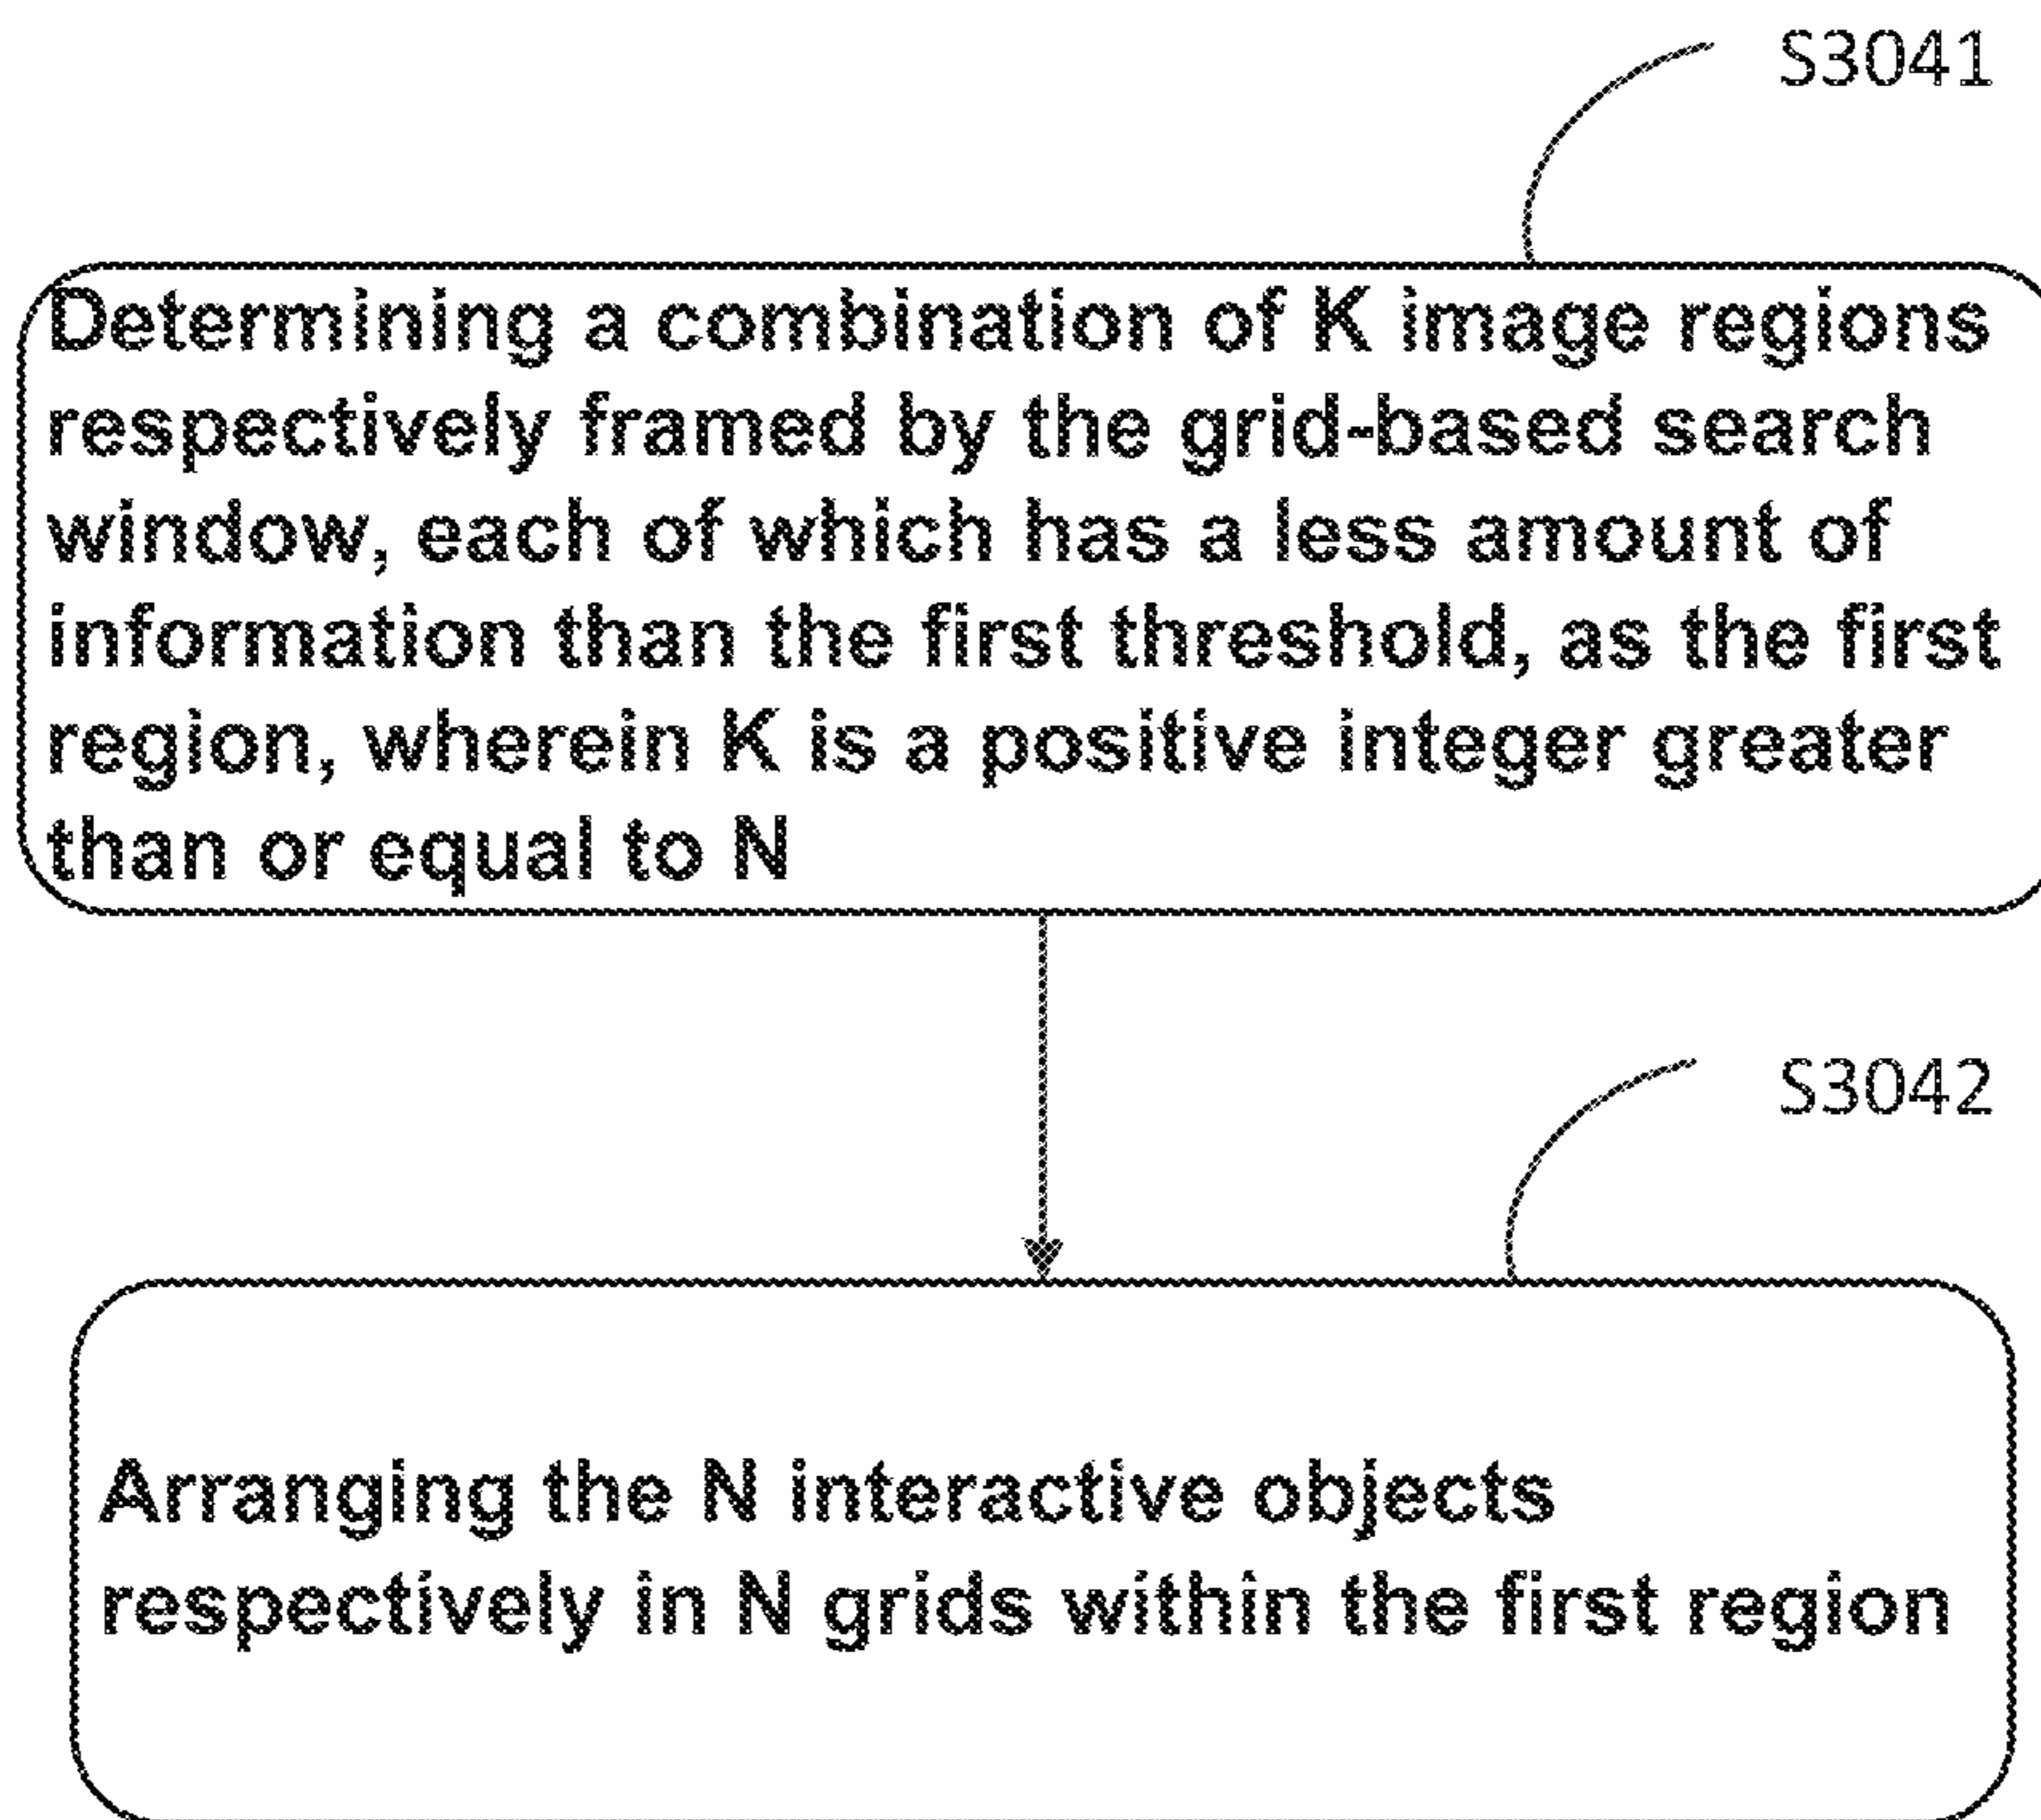 S3041
Determining a combination of K image regions
respectively framed by the grid-based search
window, each of which has a less amount of
information than the first threshold, as the first
region, wherein K is a positive integer greater
than or equal to N
S3042
Arranging the N interactive objects
respectively in N grids within the first region